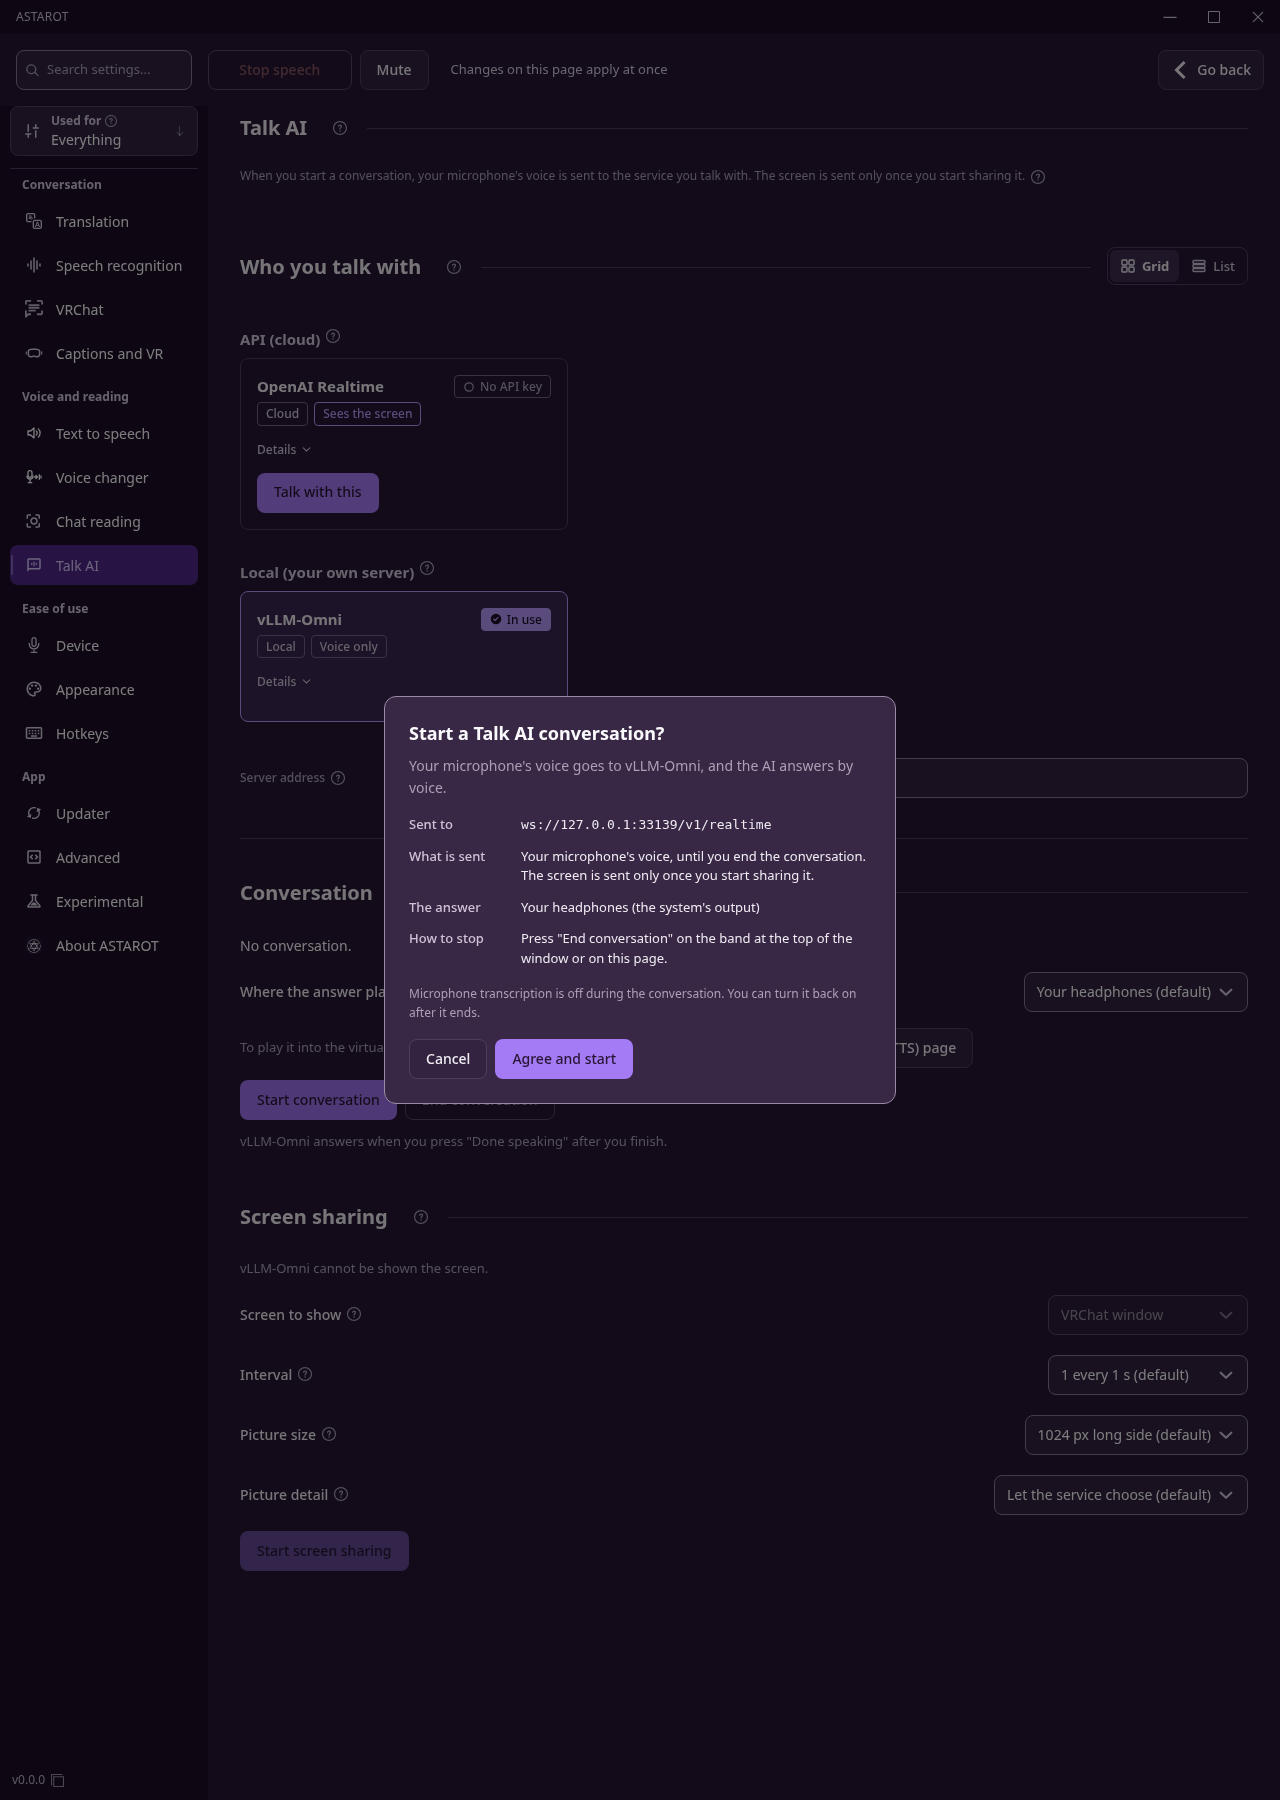 ASTAROT
Search settings...
Stop speech
Mute
Changes on this page apply at once
Go back
Used for
Everything
Conversation
Translation
Speech recognition
VRChat
Captions and VR
Voice and reading
Text to speech
Voice changer
Chat reading
Talk AI
Ease of use
Device
Appearance
Hotkeys
App
Updater
Advanced
Experimental
About ASTAROT
v0.0.0
Talk AI
When you start a conversation, your microphone's voice is sent to the service you talk with. The screen is sent only once you start sharing it.
Who you talk with
Grid
List
API (cloud)
OpenAI Realtime
No API key
Cloud
Sees the screen
Details
Talk with this
Local (your own server)
vLLM-Omni
In use
Local
Voice only
Details
Server address
Start a Talk AI conversation?
Your microphone's voice goes to vLLM-Omni, and the AI answers by
voice.
Sent to
ws://127.0.0.1:33139/v1/realtime
What is sent
Your microphone's voice, until you end the conversation.
The screen is sent only once you start sharing it.
The answer
Your headphones (the system's output)
How to stop
Press "End conversation" on the band at the top of the
window or on this page.
Microphone transcription is off during the conversation. You can turn it back on
after it ends.
Cancel
Agree and start
Conversation
No conversation.
Where the answer pla
Your headphones (default)
To play it into the virtua
TTS) page
Start conversation
vLLM-Omni answers when you press "Done speaking" after you finish.
Screen sharing
vLLM-Omni cannot be shown the screen.
Screen to show
VRChat window
Interval
1 every 1 s (default)
Picture size
1024 px long side (default)
Picture detail
Let the service choose (default)
Start screen sharing